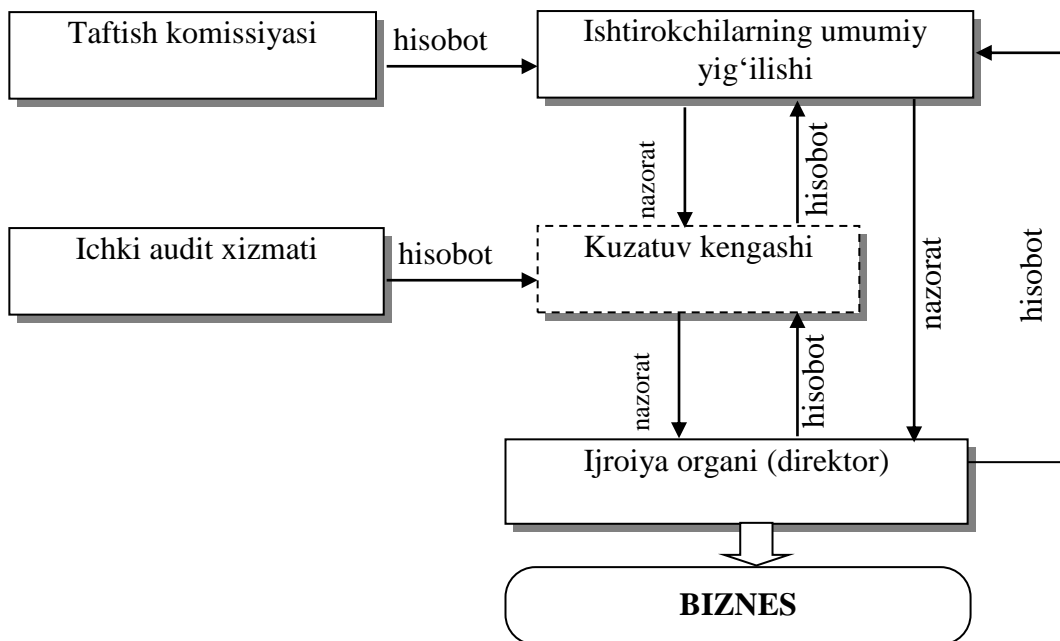 Taftish komissiyasi
hisobot
Ishtirokchilarning umumiy
yig‘ilishi
nazorat
hisobot
Ichki audit xizmati
hisobot
Kuzatuv kengashi
nazorat
hisobot
nazorat
hisobot
Ijroiya organi (direktor)
BIZNES